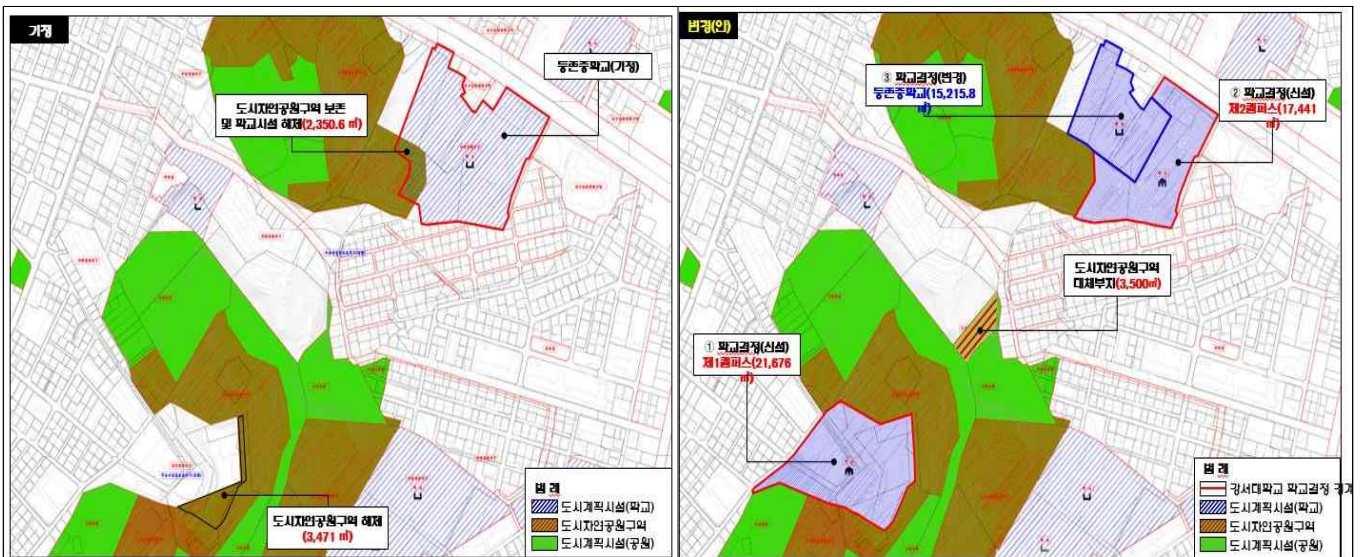 기정
등촌중학교(기정)
도시자연공원구역 보존
및 학교시설 해제(2,350.6 ㎡)
도시자연공원구역 해제
(3,471 ㎡)
범 례
도시계획시설(학교)
도시자연공원구역
도시계획시설(공원)
변경(안)
③ 학교결정(변경)
등촌중학교(15,215.8
㎡)
② 학교결정(신설)
제2캠퍼스(17,441
㎡)
도시자연공원구역
대체부지(3,500㎡)
① 학교결정(신설)
제1캠퍼스(21,676
㎡)
범 례
강서대학교 학교결정 경계
도시계획시설(학교)
도시자연공원구역
도시계획시설(공원)